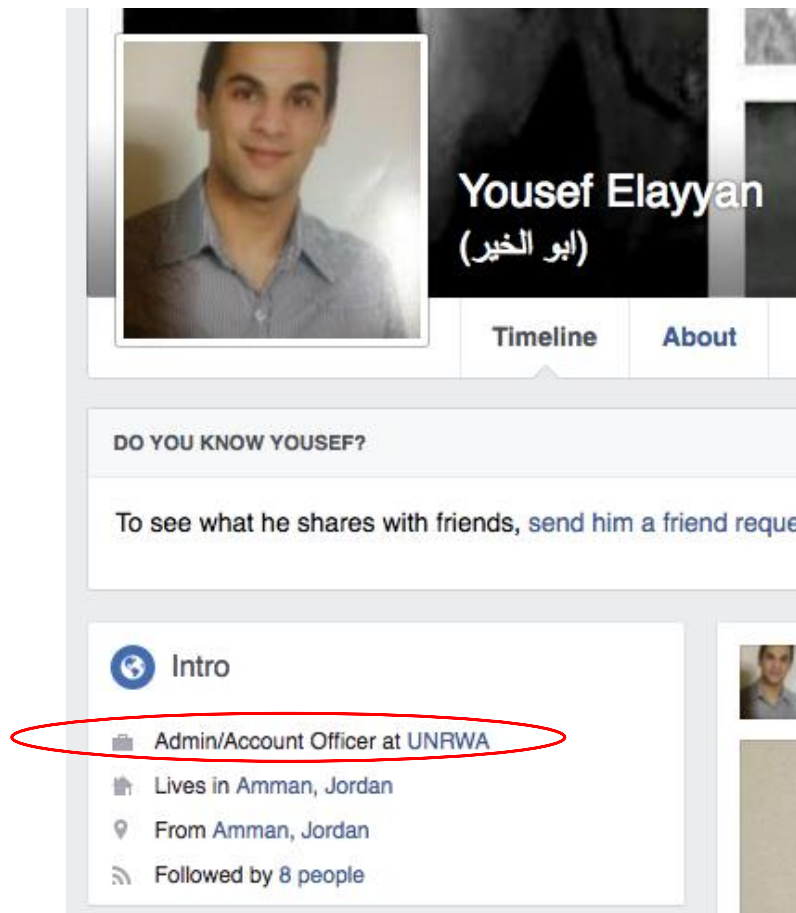 Yousef Elayyan
(ابو الخير)
Timeline About
DO YOU KNOW YOUSEF?
To see what he shares with friends, send him a friend reque
Intro
Admin/Account Officer at UNRWA
Lives in Amman, Jordan
From Amman, Jordan
Followed by 8 people